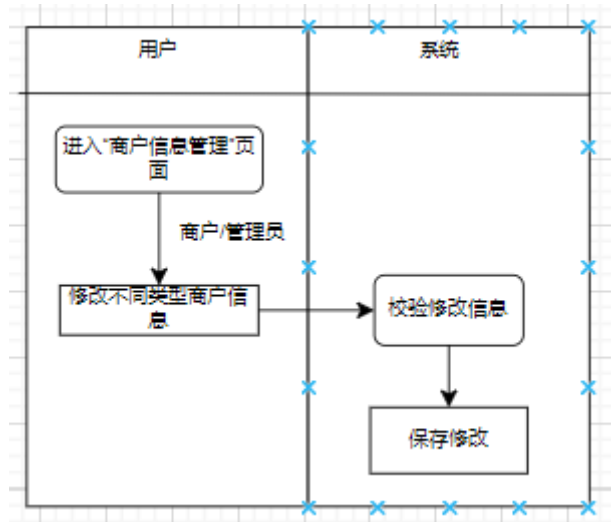 用户
系统
进入“商户信息管理”页
面
商户/管理员
修改不同类型商户信
息
校验修改信息
保存修改